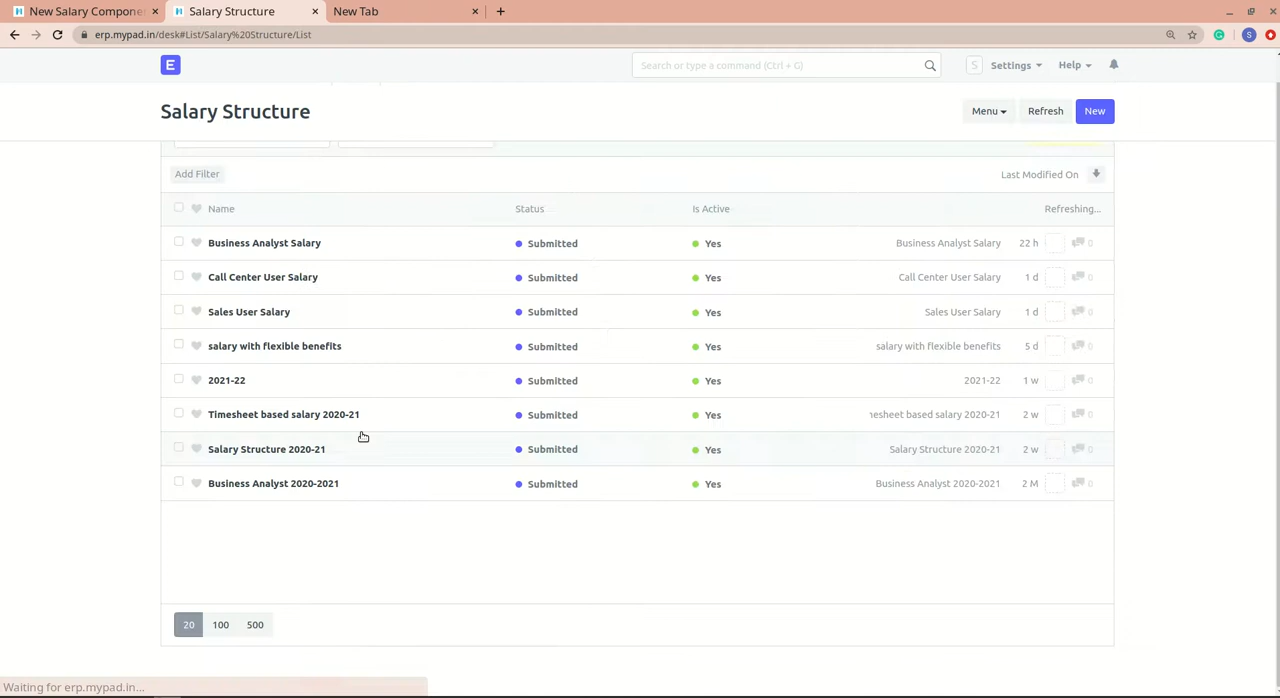 New Salary Compone
Salary Structure
New Tab
erp.mypad.in/desk#List/Salary%20Structure/List
S
E
Search or type a command (Ctrl + G)
S
Settings
Help
Salary Structure
Menu
Refresh
New
Add Filter
Last Modified On
Name
Status
Is Active
Refreshing...
Business Analyst Salary Submitted Yes Business Analyst Salary 22 h 0
Call Center User Salary Submitted Yes Call Center User Salary 1 d 0
Sales User Salary Submitted Yes Sales User Salary 1 d 0
salary with flexible benefits Submitted Yes salary with flexible benefits 5 d 0
2021-22 Submitted Yes 2021-22 1 w 0
Timesheet based salary 2020-21 Submitted Yes nesheet based salary 2020-21 2 w 0
Salary Structure 2020-21 Submitted Yes Salary Structure 2020-21 2 w 0
Business Analyst 2020-2021 Submitted Yes Business Analyst 2020-2021 2 M 0
20 100 500
Waiting for erp.mypad.in...